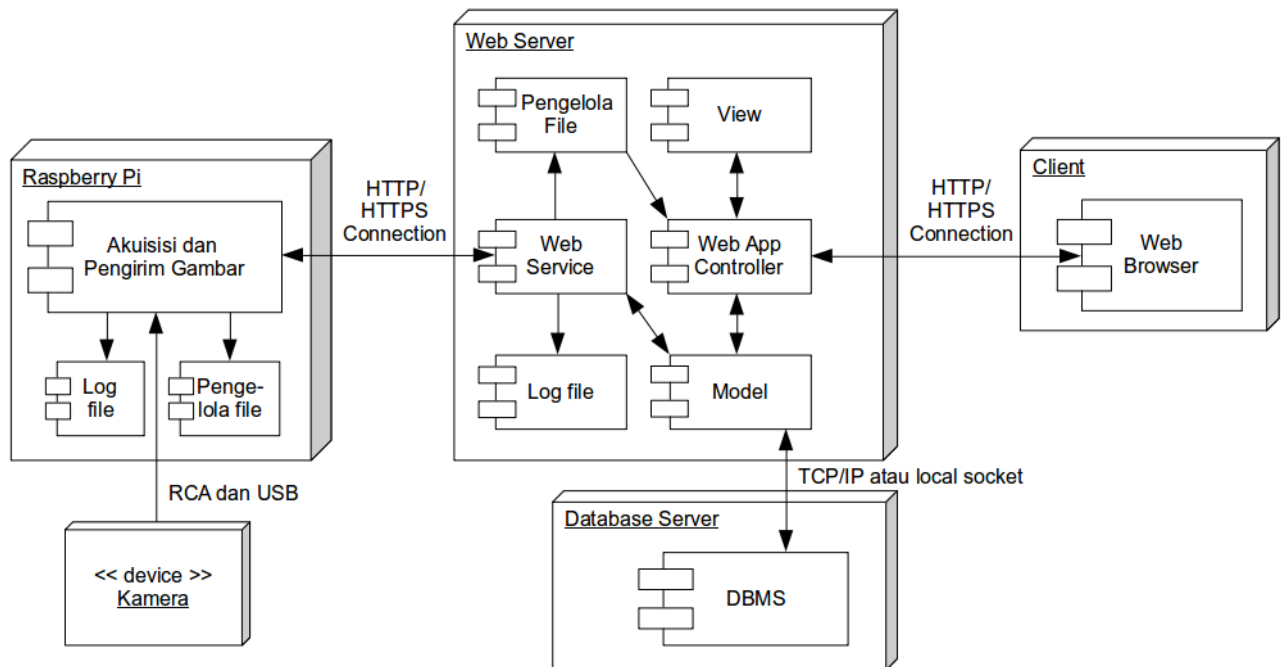 Web Server
Pengelola
File
View
Raspberry Pi
Akuisisi dan
Pengirim Gambar
HTTP/
HTTPS
Connection
Web
Service
Web App
Controller
HTTP/
HTTPS
Connection
Client
Web
Browser
Log
file
Penge-
lola file
Log file
Model
RCA dan USB
TCP/IP atau local socket
<< device >>
Kamera
Database Server
DBMS